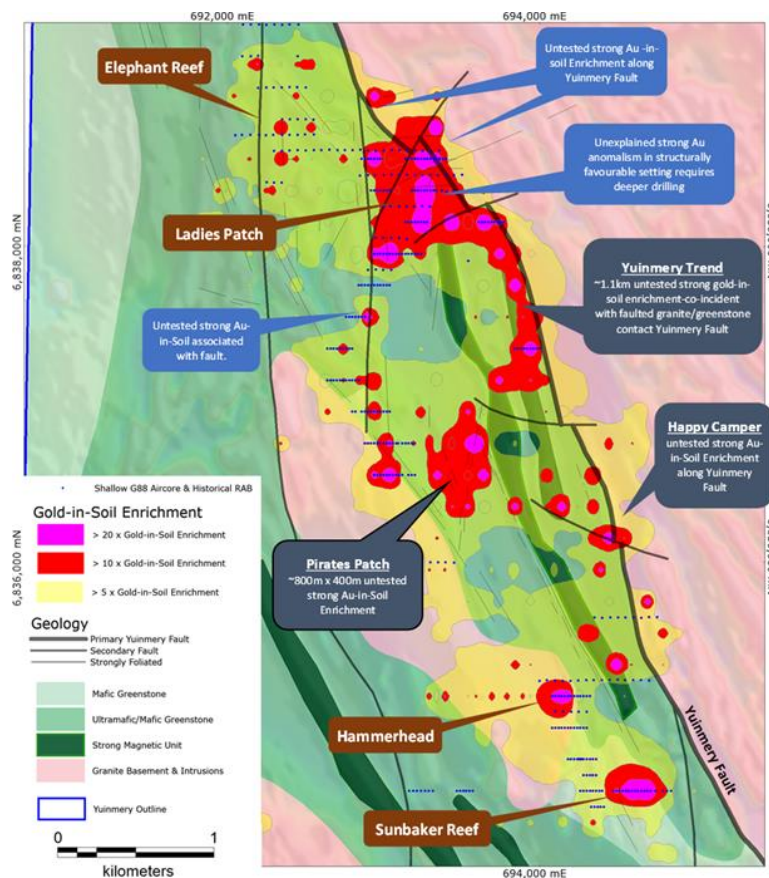 692,000 mE
694,000 mE
Elephant Reef
Untested strong Au -in-
soil Enrichment along
Yuinmery Fault
Unexplained strong Au
anomalism in structurally
favourable setting requires
deeper drilling
Ladies Patch
6,838,000 mN
Yuinmery Trend
~1.1km untested strong gold-in-
soil enrichment-co-incident
with faulted granite/greenstone
contact Yuinmery Fault
Untested strong Au-
in-Soil associated
with fault.
Happy Camper
untested strong Au-
in-Soil Enrichment
along Yuinmery
Fault
Shallow G88 Aircore & Historical RAB
Gold-in-Soil Enrichment
> 20 x Gold-in-Soil Enrichment
> 10 x Gold-in-Soil Enrichment
> 5 x Gold-in-Soil Enrichment
Pirates Patch
~800m x 400m untested
strong Au-in-Soil
Enrichment
6,836,000 mN
Geology
Primary Yuinmery Fault
Secondary Fault
Strongly Foliated
Mafic Greenstone
Ultramafic/Mafic Greenstone
Strong Magnetic Unit
Granite Basement & Intrusions
Yuinmery Outline
Hammerhead
Yuinmery Fault
Sunbaker Reef
0 1
kilometers
694,000 mE